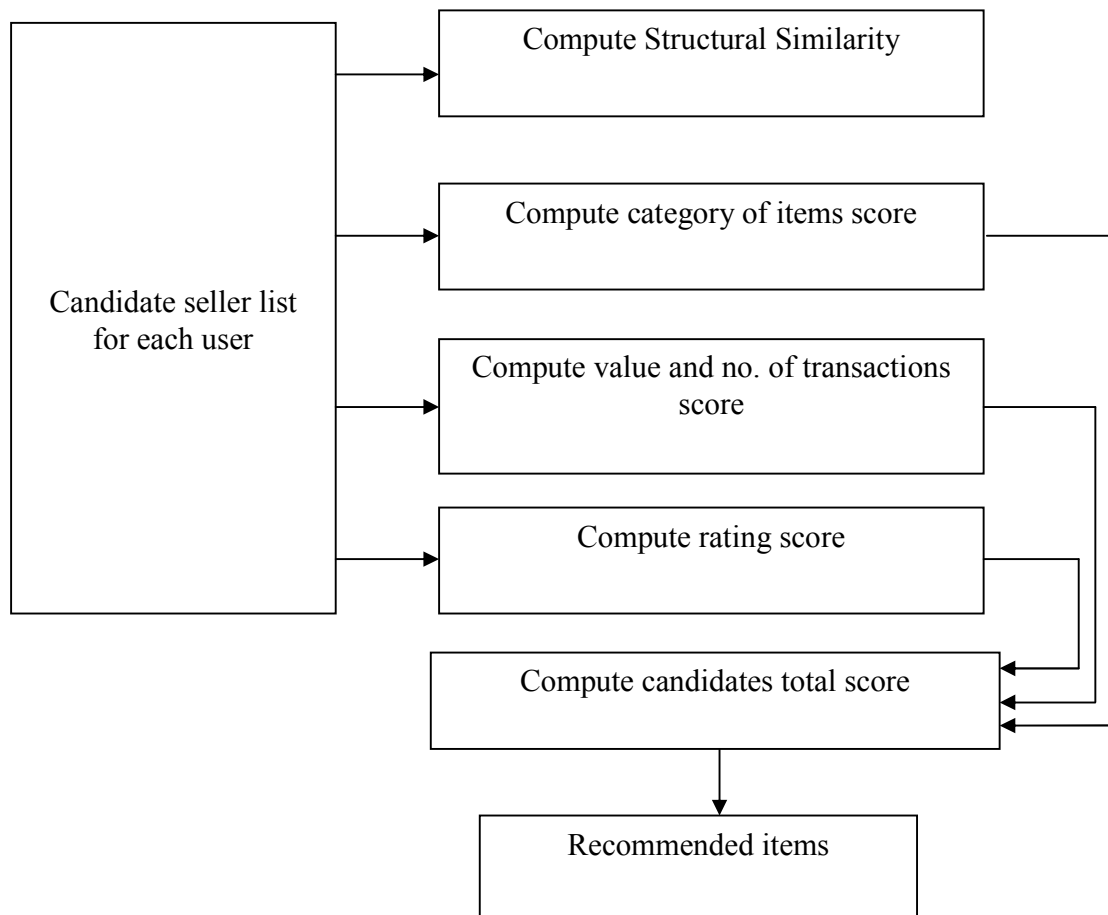 Compute Structural Similarity
Compute category of items score
Candidate seller list
for each user
Compute value and no. of transactions
score
Compute rating score
Compute candidates total score
Recommended items